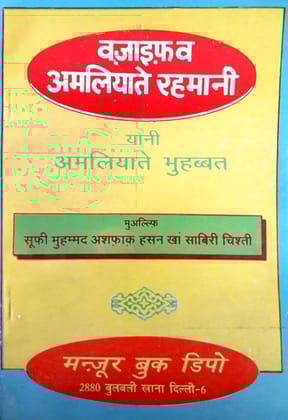 वज़ाइफ़ व
अमलियाते रहमानी
यानी
अमलियाते मुहब्बत
मुअल्लिफ़
सूफी मुहम्मद अशफ़ाक़ हसन खां साबिरी चिश्ती
मन्ज़ूर बुक डिपो
2880 बुलबली खाना दिल्ली-6